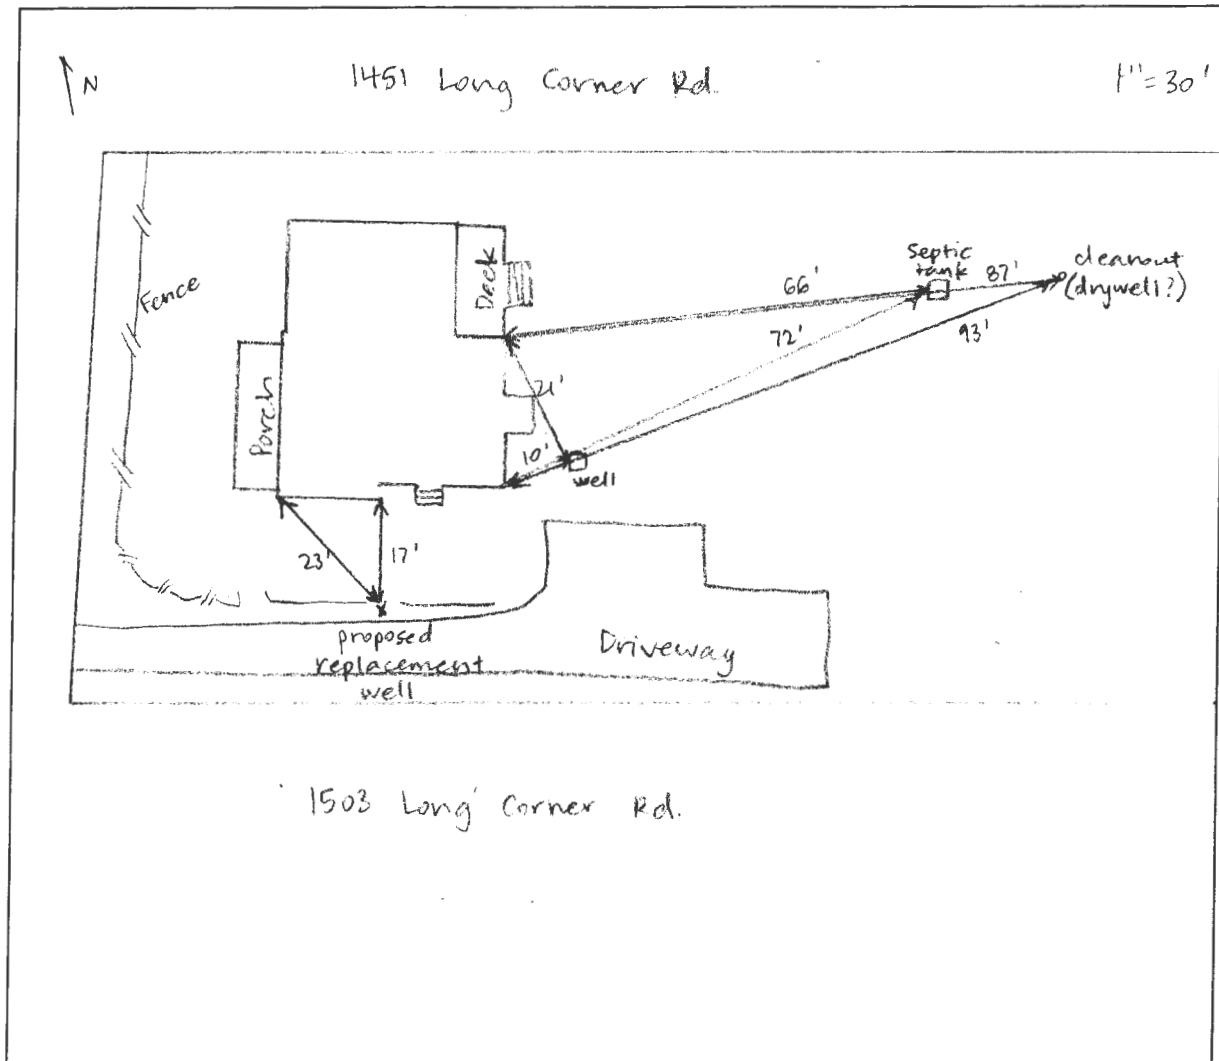 N
1451 Long Corner Rd.
1"=30'
Fence
Deck
Porch
66'
Septic
tank
87'
cleanout
(drywell?)
72'
93'
21'
10'
well
23'
17'
proposed
replacement
well
Driveway
1503 Long Corner Rd.